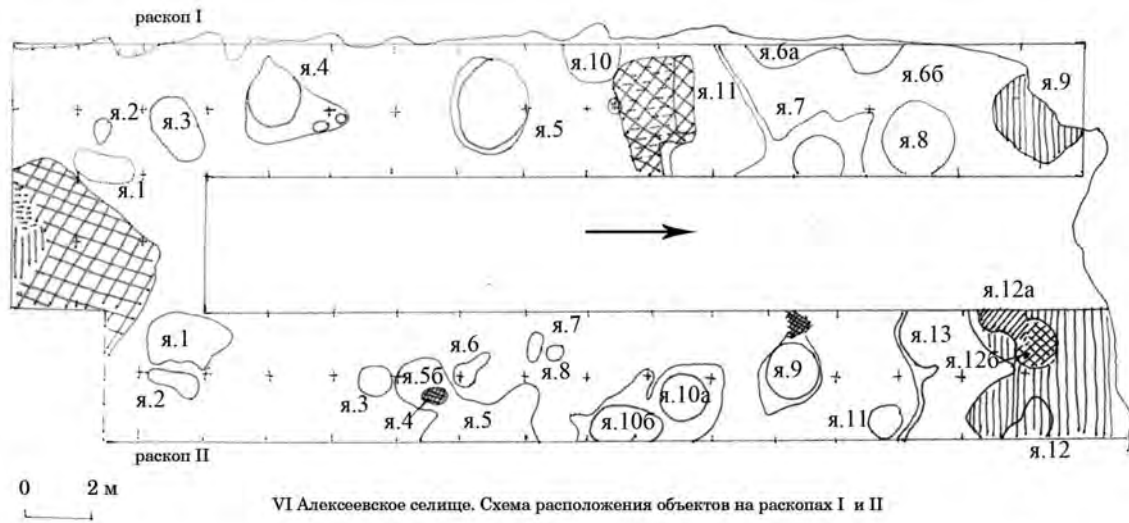 раскоп I
я.4
я.10
я.6а
я.6б
я.9
я.2
я.3
я.11
я.7
я.5
я.8
я.1
я.12а
я.1
я.7
я.13
я.6
я.12б
я.8
я.5б
я.9
я.2
я.3
я.10а
я.4
я.5
я.10б
я.11
я.12
раскоп II
0 2 м
VI Алексеевское селище. Схема расположения объектов на раскопах I и II